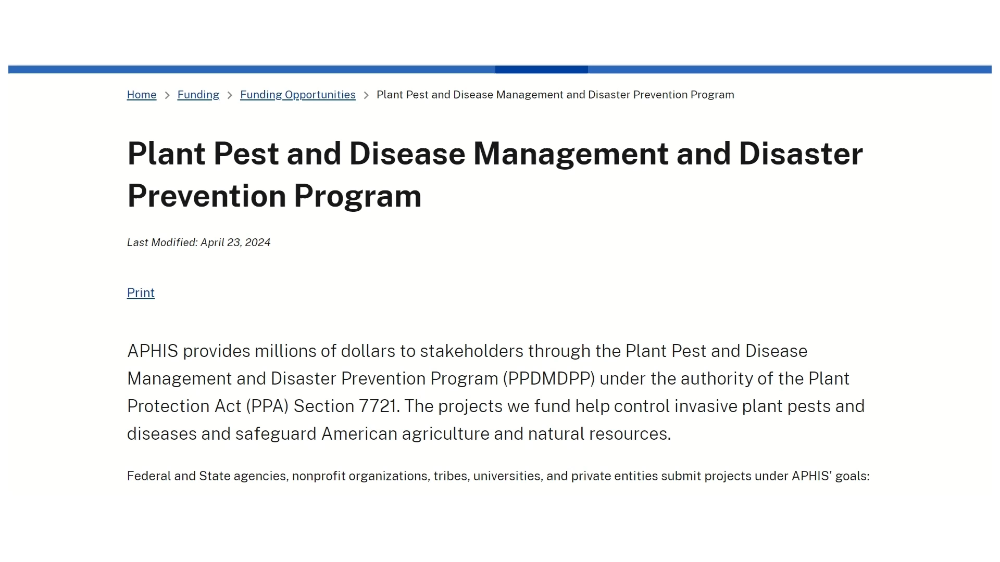 Home > Funding > Funding Opportunities > Plant Pest and Disease Management and Disaster Prevention Program
Plant Pest and Disease Management and Disaster
Prevention Program
Last Modified: April 23, 2024
Print
APHIS provides millions of dollars to stakeholders through the Plant Pest and Disease
Management and Disaster Prevention Program (PPDMDPP) under the authority of the Plant
Protection Act (PPA) Section 7721. The projects we fund help control invasive plant pests and
diseases and safeguard American agriculture and natural resources.
Federal and State agencies, nonprofit organizations, tribes, universities, and private entities submit projects under APHIS' goals: